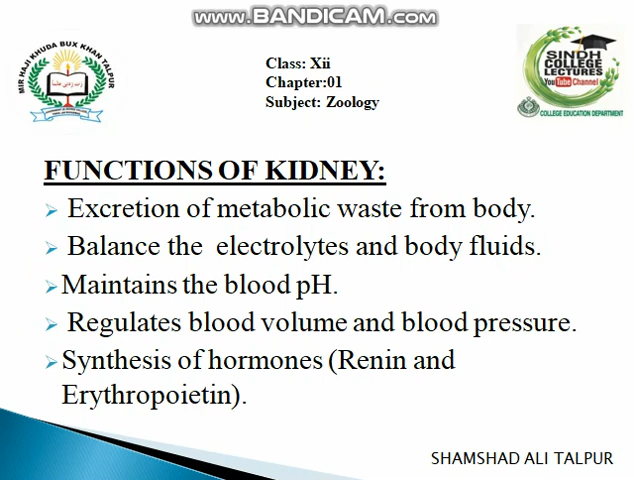 www.BANDICAM.com
MIR HAJI KHUDA BUX KHAN TALPUR
رب زدنی علما
Class: Xii
Chapter:01
Subject: Zoology
SINDH
COLLEGE
LECTURES
YouTube Channel
COLLEGE EDUCATION DEPARTMENT
FUNCTIONS OF KIDNEY:
➢ Excretion of metabolic waste from body.
➢ Balance the electrolytes and body fluids.
➢ Maintains the blood pH.
➢ Regulates blood volume and blood pressure.
➢ Synthesis of hormones (Renin and
Erythropoietin).
SHAMSHAD ALI TALPUR